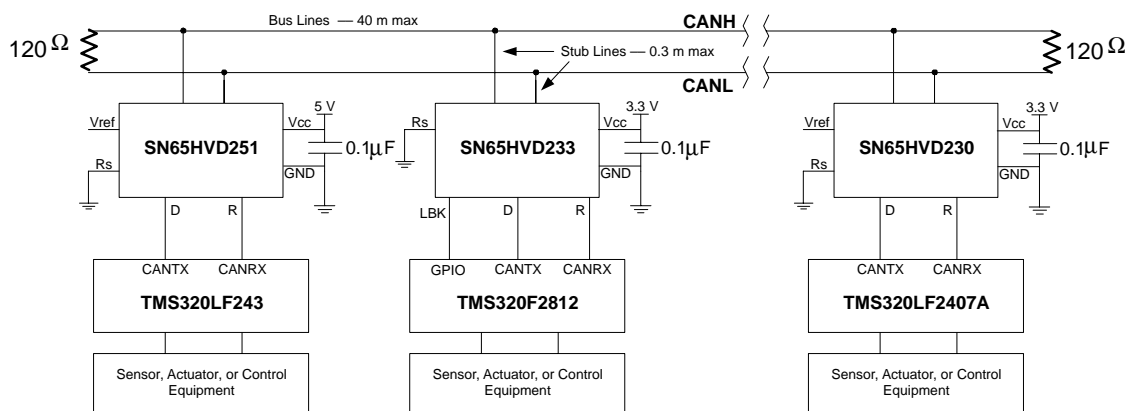 Bus Lines — 40 m max
CANH
120 Ω
120 Ω
Stub Lines — 0.3 m max
CANL
5 V
3.3 V
3.3 V
Vref
Vcc
Rs
Vcc
Vref
Vcc
SN65HVD251
0.1µF
SN65HVD233
0.1µF
SN65HVD230
0.1µF
Rs
GND
GND
Rs
GND
D
R
LBK
D
R
D
R
CANTX
CANRX
GPIO
CANTX
CANRX
CANTX
CANRX
TMS320LF243
TMS320F2812
TMS320LF2407A
Sensor, Actuator, or Control
Equipment
Sensor, Actuator, or Control
Equipment
Sensor, Actuator, or Control
Equipment